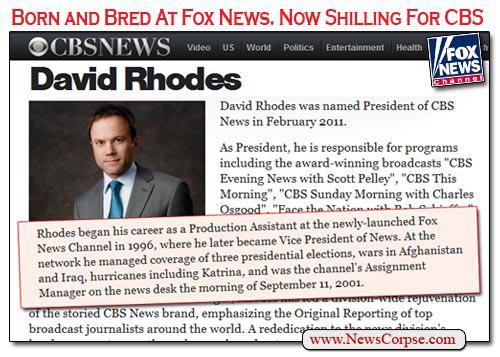 Born and Bred At Fox News. Now Shilling For CBS
CBSNEWS Video US World Politics Entertainment Health
FOX
NEWS
Channel
David Rhodes
David Rhodes was named President of CBS
News in February 2011.
As President, he is responsible for programs
including the award-winning broadcasts "CBS
Evening News with Scott Pelley", "CBS This
Morning", "CBS Sunday Morning with Charles
Osgood", "Face the Nation with Bob
Rhodes began his career as a Production Assistant at the newly-launched Fox
News Channel in 1996, where he later became Vice President of News. At the
network he managed coverage of three presidential elections, wars in Afghanistan
and Iraq, hurricanes including Katrina, and was the channel's Assignment
Manager on the news desk the morning of September 11, 2001.
has led a division-wide rejuvenation
of the storied CBS News brand, emphasizing the Original Reporting of top
broadcast journalists around the world. A rededication to the news division's
www.NewsCorpse.com